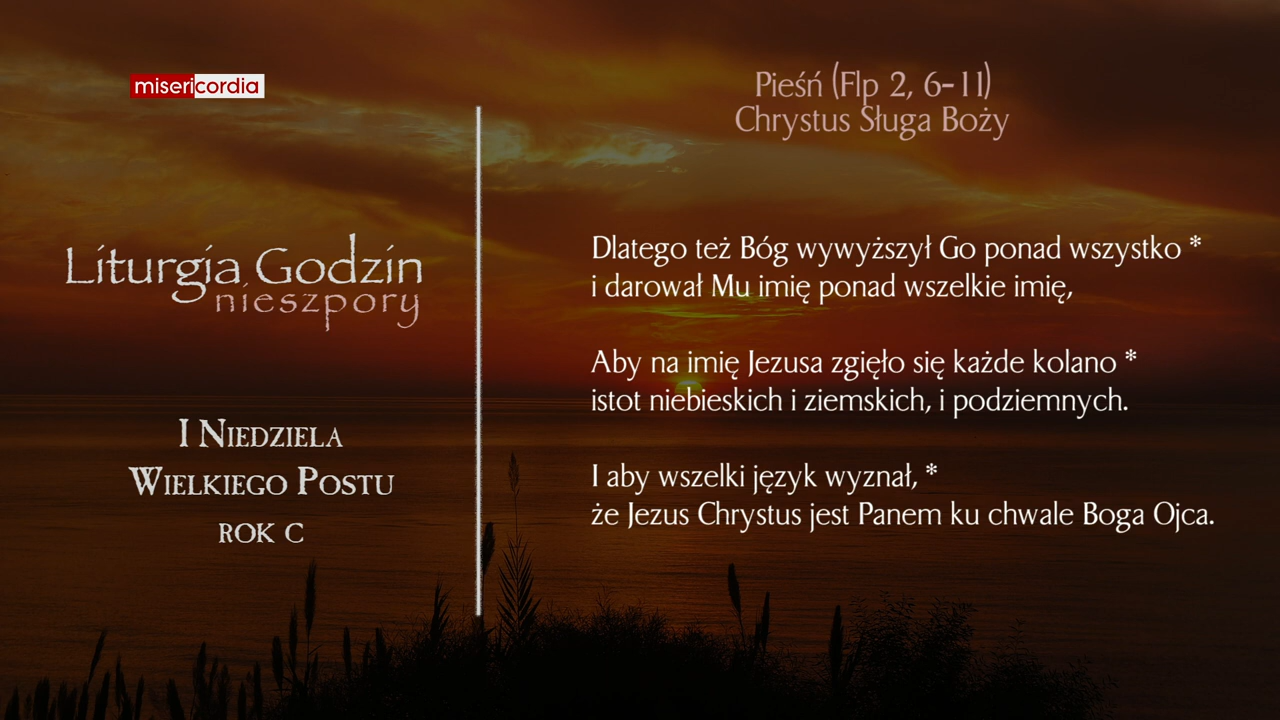 misericordia
Liturgia Godzin
nieszpory
I Niedziela
Wielkiego Postu
rok C
Pieśń (Flp 2, 6-11)
Chrystus Sługa Boży
Dlatego też Bóg wywyższył Go ponad wszystko *
i darował Mu imię ponad wszelkie imię,
Aby na imię Jezusa zgięło się każde kolano *
istot niebieskich i ziemskich, i podziemnych.
I aby wszelki język wyznał, *
że Jezus Chrystus jest Panem ku chwale Boga Ojca.